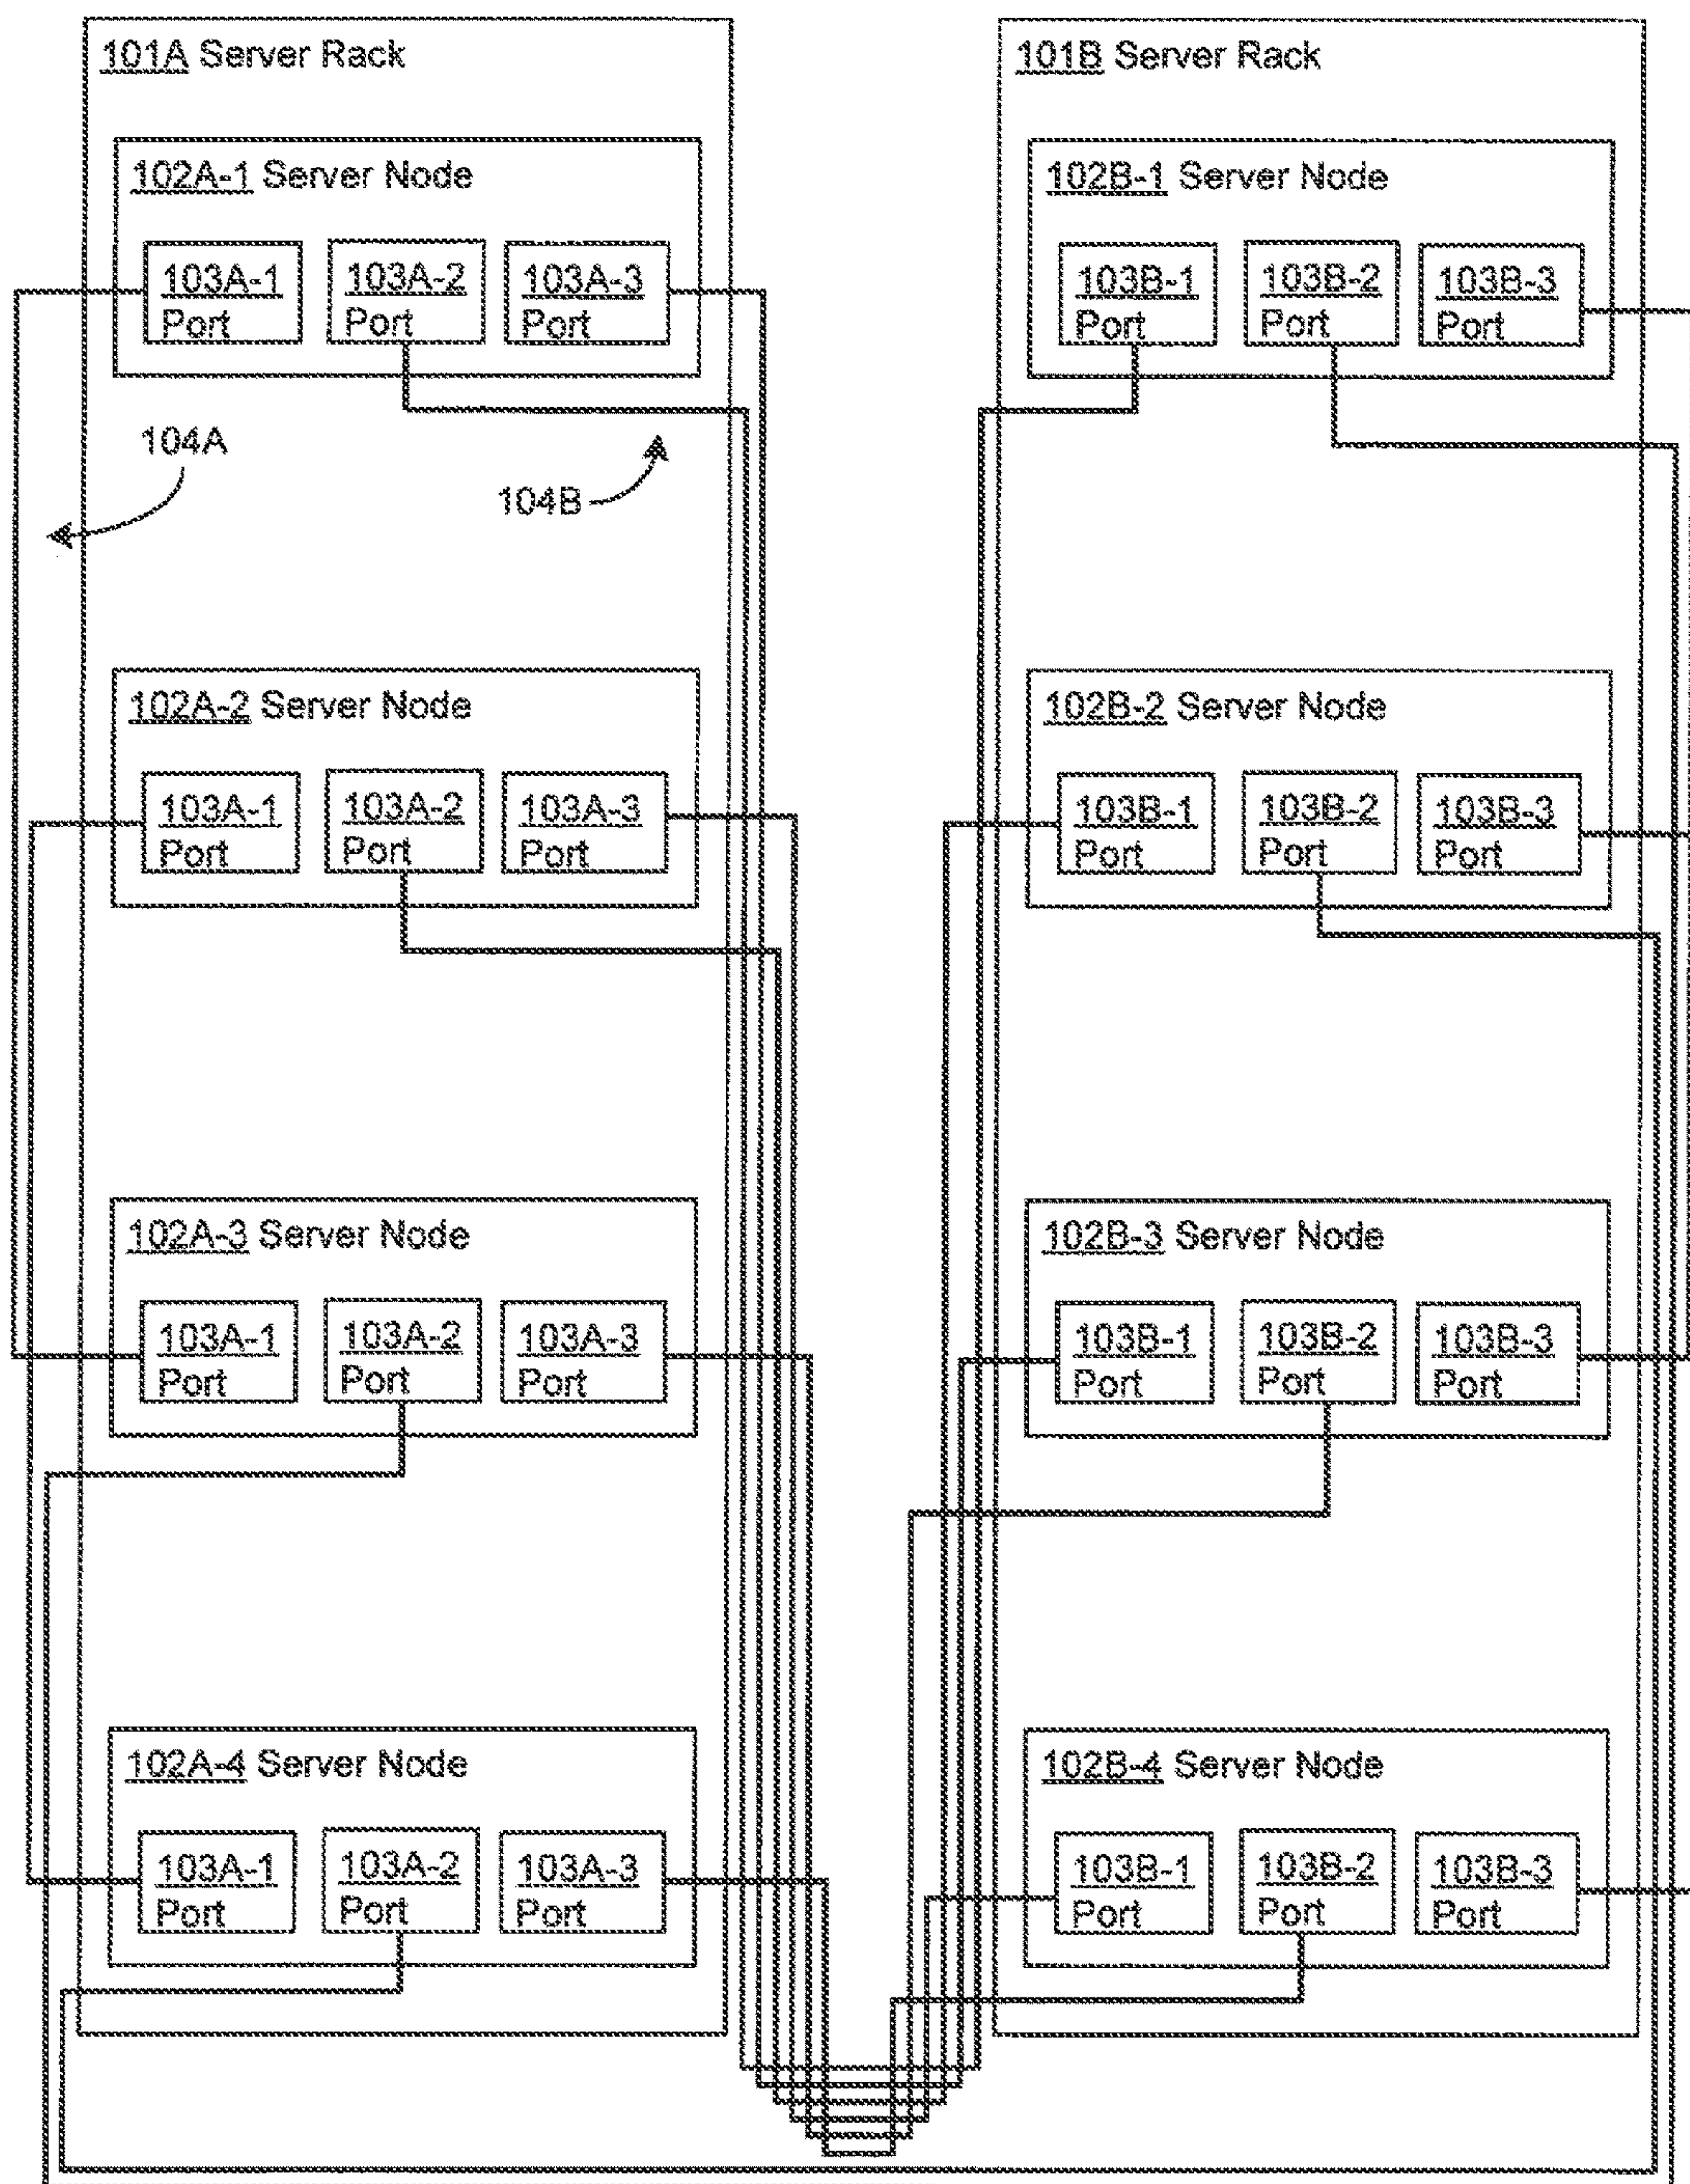 101A Server Rack
102A-1 Server Node
103A-1
Port
103A-2
Port
103A-3
Port
104A
104B
102A-2 Server Node
103A-1
Port
103A-2
Port
103A-3
Port
102A-3 Server Node
103A-1
Port
103A-2
Port
103A-3
Port
102A-4 Server Node
103A-1
Port
103A-2
Port
103A-3
Port
101B Server Rack
102B-1 Server Node
103B-1
Port
103B-2
Port
103B-3
Port
102B-2 Server Node
103B-1
Port
103B-2
Port
103B-3
Port
102B-3 Server Node
103B-1
Port
103B-2
Port
103B-3
Port
102B-4 Server Node
103B-1
Port
103B-2
Port
103B-3
Port